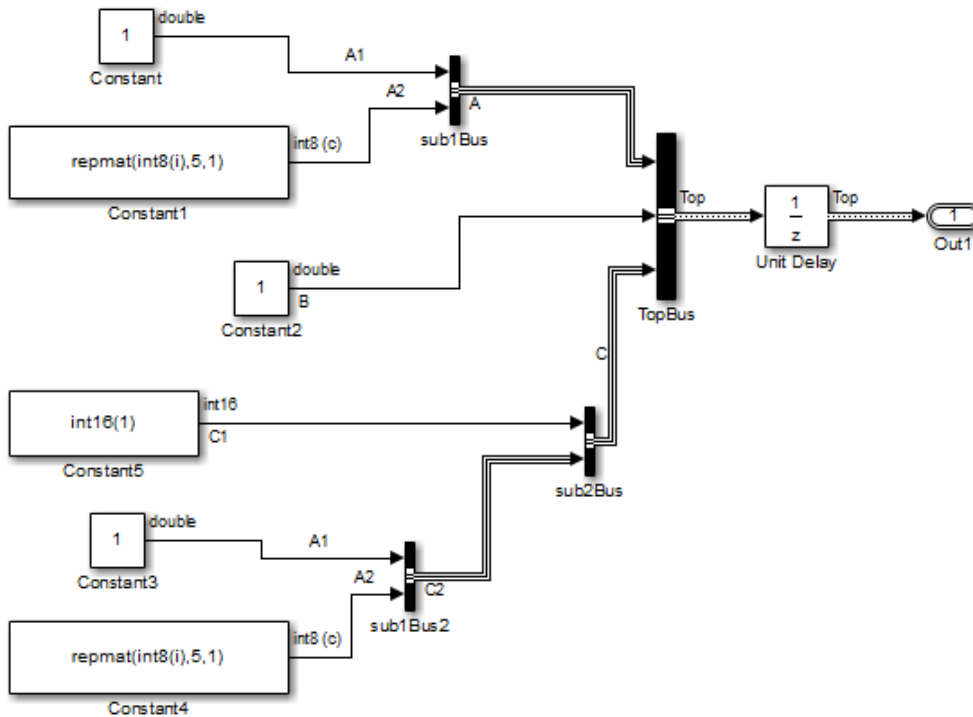 double
1
Constant
A1
A2
A
sub1Bus
int8 (c)
repmat(int8(i),5,1)
Constant1
Top
1
z
Top
1
Unit Delay
Out1
double
1
B
Constant2
TopBus
C
int16
int16(1)
C1
Constant5
sub2Bus
double
1
A1
Constant3
A2
C2
sub1Bus2
int8 (c)
repmat(int8(i),5,1)
Constant4